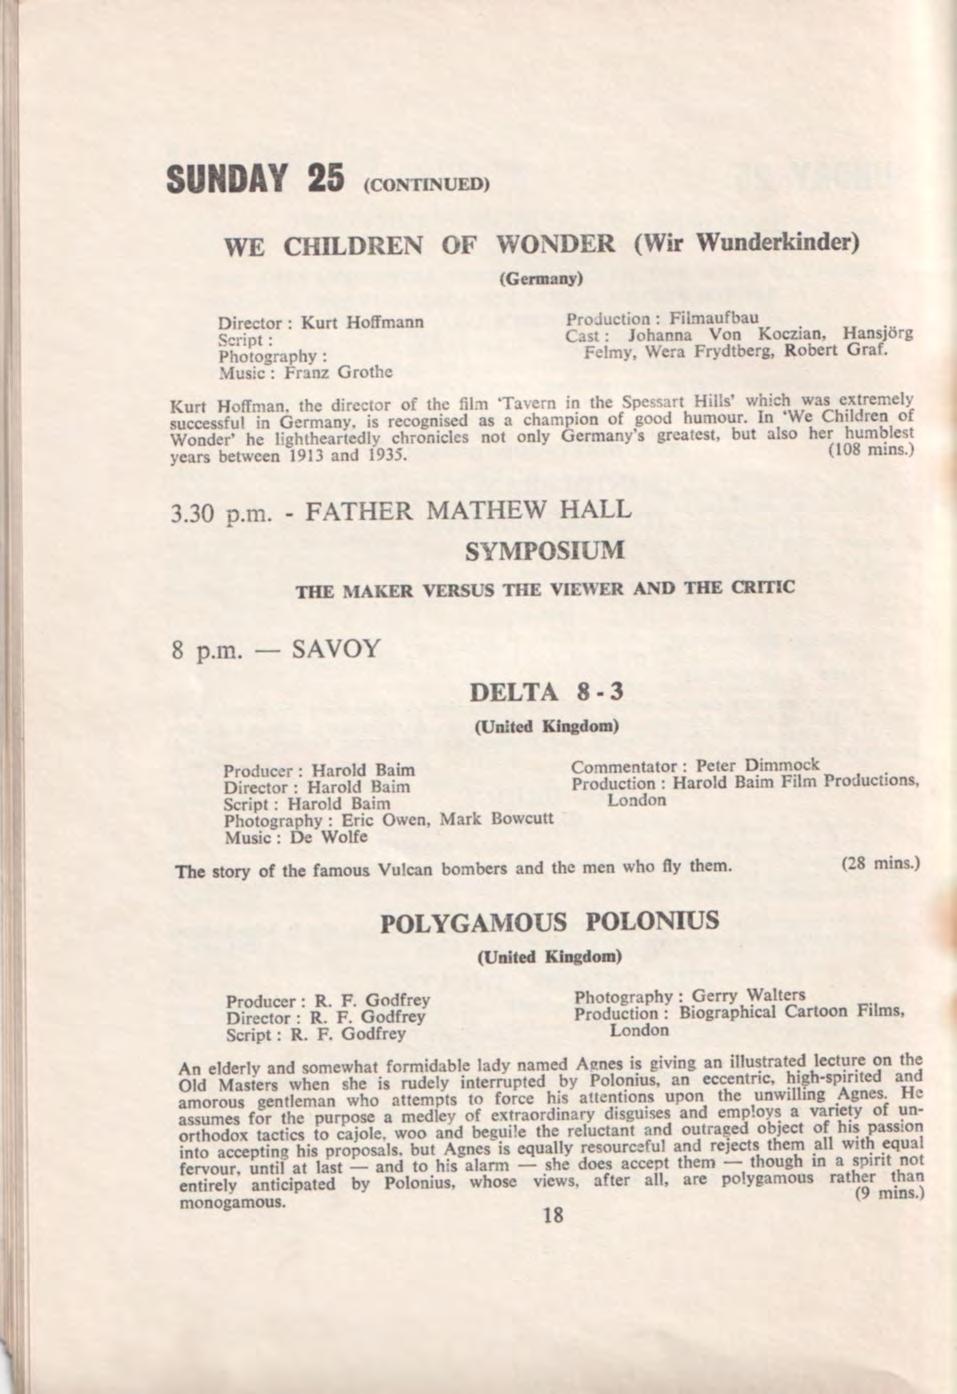 SUNDAY 25 (CONTINUED)
WE CHILDREN OF WONDER (Wir Wunderkinder)
(Germany)
Director : Kurt Hoffmann
Script :
Photography :
Music : Franz Grothe
Production : Filmaufbau
Cast : Johanna Von Koczian, Hansjörg
Felmy, Wera Frydtberg, Robert Graf.
Kurt Hoffman, the director of the film ‘Tavern in the Spessart Hills’ which was extremely
successful in Germany, is recognised as a champion of good humour. In ‘We Children of
Wonder’ he lightheartedly chronicles not only Germany’s greatest, but also her humblest
years between 1913 and 1935. (108 mins.)
3.30 p.m. - FATHER MATHEW HALL
SYMPOSIUM
THE MAKER VERSUS THE VIEWER AND THE CRITIC
8 p.m. — SAVOY
DELTA 8 - 3
(United Kingdom)
Producer : Harold Baim
Director : Harold Baim
Script : Harold Baim
Photography : Eric Owen, Mark Bowcutt
Music : De Wolfe
Commentator : Peter Dimmock
Production : Harold Baim Film Productions,
London
The story of the famous Vulcan bombers and the men who fly them. (28 mins.)
POLYGAMOUS POLONIUS
(United Kingdom)
Producer : R. F. Godfrey
Director : R. F. Godfrey
Script : R. F. Godfrey
Photography : Gerry Walters
Production : Biographical Cartoon Films,
London
An elderly and somewhat formidable lady named Agnes is giving an illustrated lecture on the
Old Masters when she is rudely interrupted by Polonius, an eccentric, high-spirited and
amorous gentleman who attempts to force his attentions upon the unwilling Agnes. He
assumes for the purpose a medley of extraordinary disguises and employs a variety of un-
orthodox tactics to cajole, woo and beguile the reluctant and outraged object of his passion
into accepting his proposals, but Agnes is equally resourceful and rejects them all with equal
fervour, until at last — and to his alarm — she does accept them — though in a spirit not
entirely anticipated by Polonius, whose views, after all, are polygamous rather than
monogamous. (9 mins.)
18